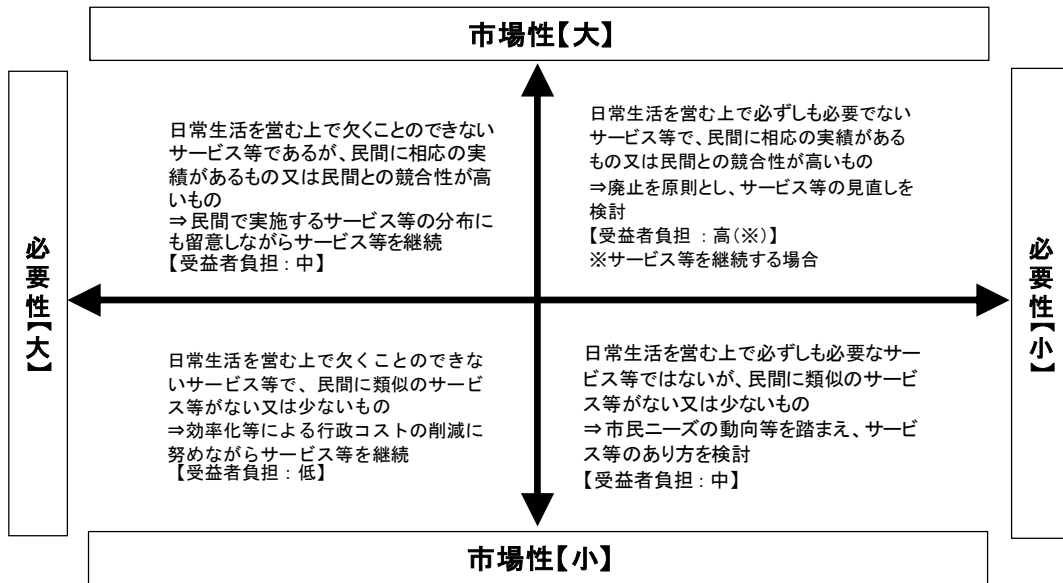 市場性【大】
必要性【大】
日常生活を営む上で欠くことのできない
サービス等であるが、民間に相応の実
績があるもの又は民間との競合性が高
いもの
⇒民間で実施するサービス等の分布に
も留意しながらサービス等を継続
【受益者負担：中】
日常生活を営む上で必ずしも必要でない
サービス等で、民間に相応の実績がある
もの又は民間との競合性が高いもの
⇒廃止を原則とし、サービス等の見直しを
検討
【受益者負担：高(※)】
※サービス等を継続する場合
必要性【小】
日常生活を営む上で欠くことのできな
いサービス等で、民間に類似のサービ
ス等がない又は少ないもの
⇒効率化等による行政コストの削減に
努めながらサービス等を継続
【受益者負担：低】
日常生活を営む上で必ずしも必要なサー
ビス等ではないが、民間に類似のサービ
ス等がない又は少ないもの
⇒市民ニーズの動向等を踏まえ、サービ
ス等のあり方を検討
【受益者負担：中】
市場性【小】